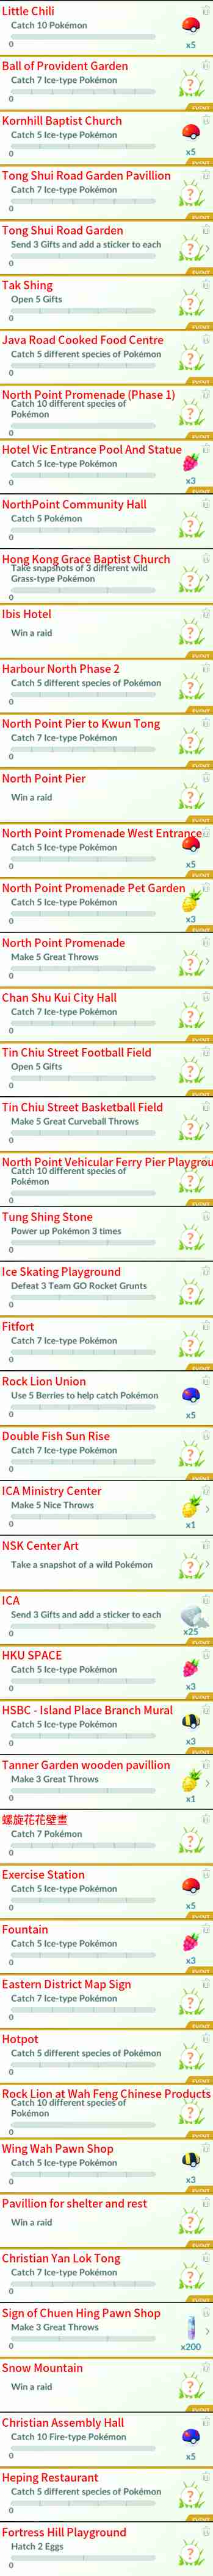 Little Chili
Catch 10 Pokémon
0
x5
Ball of Provident Garden
Catch 7 Ice-type Pokémon
0
EVENT
Kornhill Baptist Church
Catch 5 Ice-type Pokémon
0
x5
EVENT
Tong Shui Road Garden Pavillion
Catch 7 Ice-type Pokémon
0
EVENT
Tong Shui Road Garden
Send 3 Gifts and add a sticker to each
0
EVENT
Tak Shing
Open 5 Gifts
0
EVENT
Java Road Cooked Food Centre
Catch 5 different species of Pokémon
0
EVENT
North Point Promenade (Phase 1)
Catch 10 different species of
Pokémon
0
EVENT
Hotel Vic Entrance Pool And Statue
Catch 5 Ice-type Pokémon
0
x3
EVENT
NorthPoint Community Hall
Catch 5 Pokémon
0
Hong Kong Grace Baptist Church
Take snapshots of 3 different wild
Grass-type Pokémon
0
EVENT
Ibis Hotel
Win a raid
EVENT
Harbour North Phase 2
Catch 5 different species of Pokémon
0
EVENT
North Point Pier to Kwun Tong
Catch 7 Ice-type Pokémon
0
EVENT
North Point Pier
Win a raid
EVENT
North Point Promenade West Entrance
Catch 5 Ice-type Pokémon
0
x5
EVENT
North Point Promenade Pet Garden
Catch 5 Ice-type Pokémon
0
x3
EVENT
North Point Promenade
Make 5 Great Throws
0
Chan Shu Kui City Hall
Catch 7 Ice-type Pokémon
0
EVENT
Tin Chiu Street Football Field
Open 5 Gifts
0
EVENT
Tin Chiu Street Basketball Field
Make 5 Great Curveball Throws
0
North Point Vehicular Ferry Pier Playgrou
Catch 10 different species of
Pokémon
0
EVENT
Tung Shing Stone
Power up Pokémon 3 times
0
Ice Skating Playground
Defeat 3 Team GO Rocket Grunts
0
Fitfort
Catch 7 Ice-type Pokémon
0
EVENT
Rock Lion Union
Use 5 Berries to help catch Pokémon
0
x5
Double Fish Sun Rise
Catch 7 Ice-type Pokémon
0
EVENT
ICA Ministry Center
Make 5 Nice Throws
0
x1
NSK Center Art
Take a snapshot of a wild Pokémon
EVENT
ICA
Send 3 Gifts and add a sticker to each
0
x25
EVENT
HKU SPACE
Catch 5 Ice-type Pokémon
0
x3
EVENT
HSBC - Island Place Branch Mural
Catch 5 Ice-type Pokémon
0
x3
EVENT
Tanner Garden wooden pavillion
Make 3 Great Throws
0
x1
螺旋花花壁畫
Catch 7 Pokémon
0
Exercise Station
Catch 5 Ice-type Pokémon
0
x5
EVENT
Fountain
Catch 5 Ice-type Pokémon
0
x3
EVENT
Eastern District Map Sign
Catch 7 Ice-type Pokémon
0
EVENT
Hotpot
Catch 5 different species of Pokémon
0
EVENT
Rock Lion at Wah Feng Chinese Products
Catch 10 different species of
Pokémon
0
EVENT
Wing Wah Pawn Shop
Catch 5 Ice-type Pokémon
0
x3
EVENT
Pavillion for shelter and rest
Win a raid
EVENT
Christian Yan Lok Tong
Catch 7 Ice-type Pokémon
0
EVENT
Sign of Chuen Hing Pawn Shop
Make 3 Great Throws
0
x200
Snow Mountain
Win a raid
Christian Assembly Hall
Catch 10 Fire-type Pokémon
0
x5
EVENT
Heping Restaurant
Catch 5 different species of Pokémon
0
EVENT
Fortress Hill Playground
Hatch 2 Eggs
0